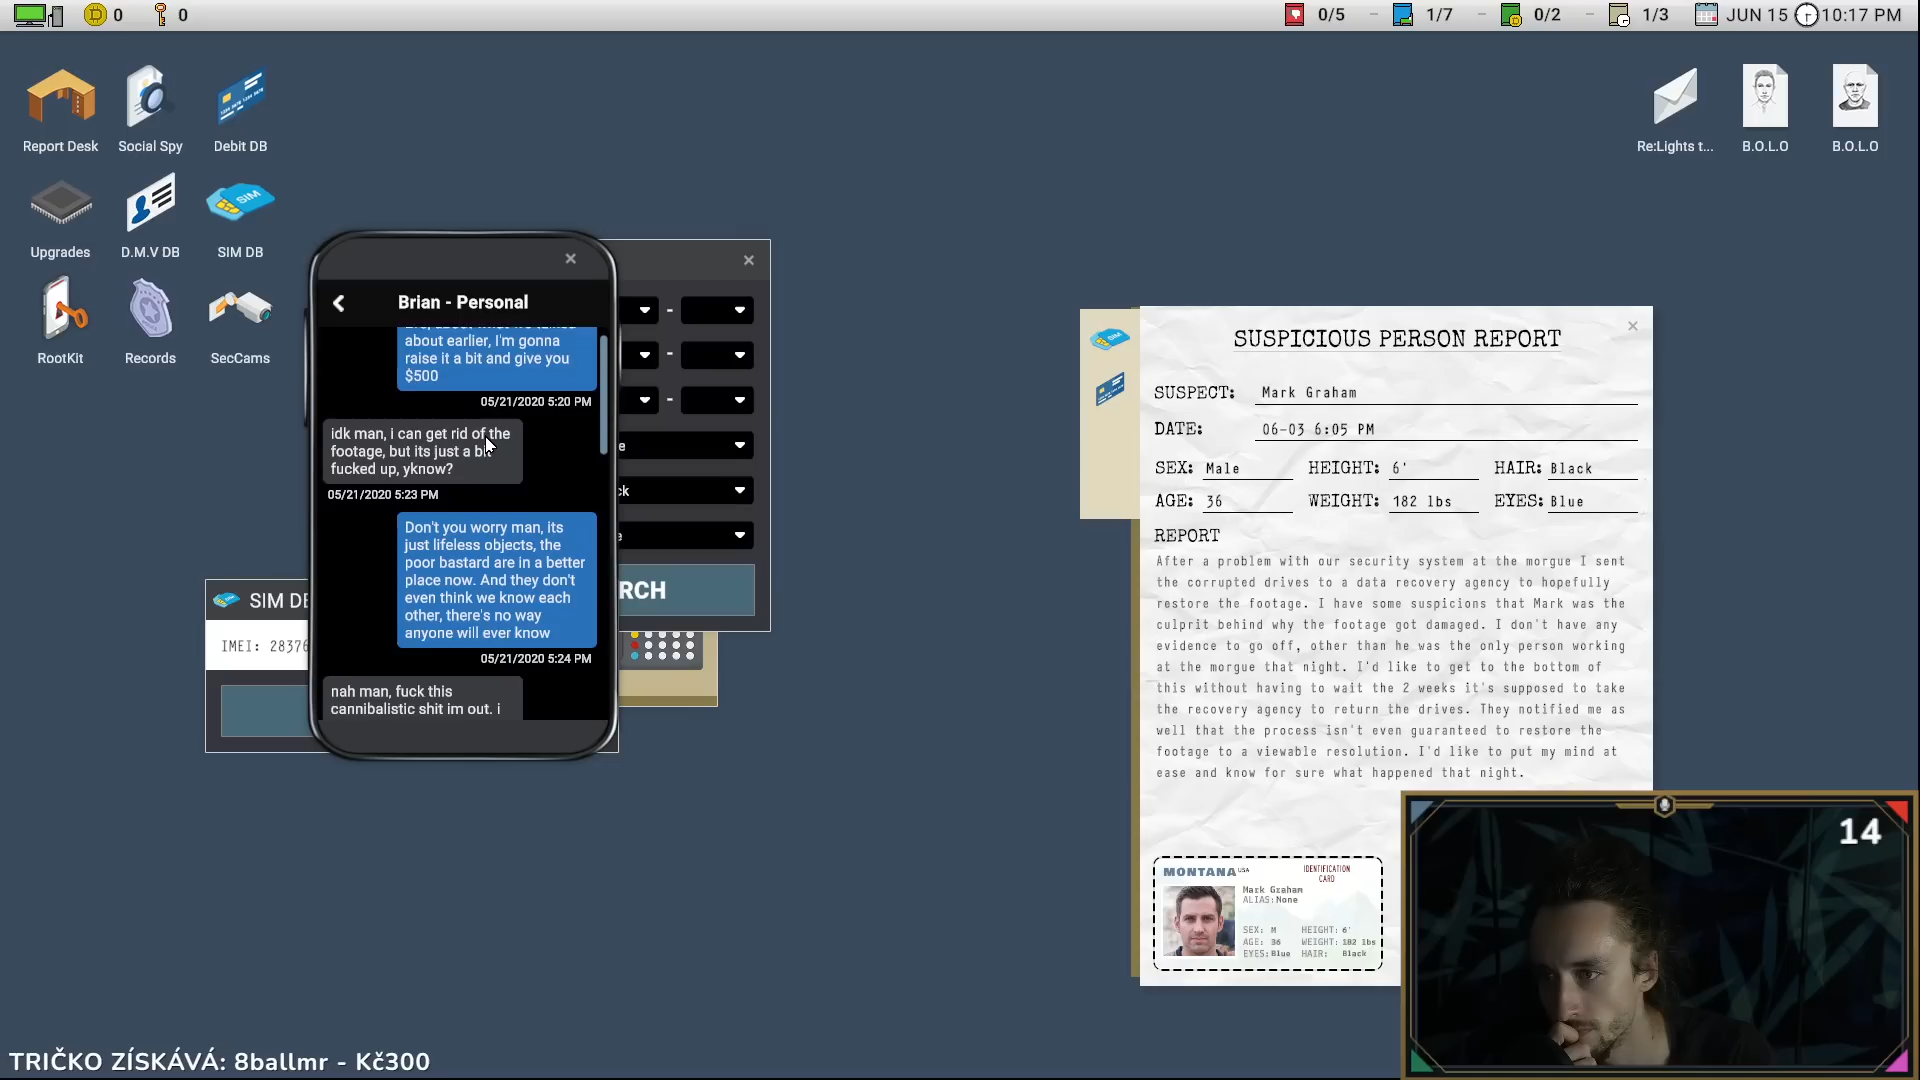 0
0
0/5
1/7
0/2
1/3
JUN 15
10:17 PM
Report Desk
Social Spy
Debit DB
Upgrades
D.M.V DB
SIM DB
RootKit
Records
SecCams
Re:Lights t...
B.O.L.O
B.O.L.O
Brian - Personal
about earlier, I'm gonna
raise it a bit and give you
$500
05/21/2020 5:20 PM
idk man, i can get rid of the
footage, but its just a bit
fucked up, yknow?
05/21/2020 5:23 PM
Don't you worry man, its
just lifeless objects, the
poor bastard are in a better
place now. And they don't
even think we know each
other, there's no way
anyone will ever know
05/21/2020 5:24 PM
nah man, fuck this
cannibalistic shit im out. i
SIM DB
IMEI: 28376
RCH
SUSPICIOUS PERSON REPORT
SUSPECT: Mark Graham
DATE: 06-03 6:05 PM
SEX: Male HEIGHT: 6' HAIR: Black
AGE: 36 WEIGHT: 182 lbs EYES: Blue
REPORT
After a problem with our security system at the morgue I sent
the corrupted drives to a data recovery agency to hopefully
restore the footage. I have some suspicions that Mark was the
culprit behind why the footage got damaged. I don't have any
evidence to go off, other than he was the only person working
at the morgue that night. I'd like to get to the bottom of
this without having to wait the 2 weeks it's supposed to take
the recovery agency to return the drives. They notified me as
well that the process isn't even guaranteed to restore the
footage to a viewable resolution. I'd like to put my mind at
ease and know for sure what happened that night.
MONTANA USA
IDENTIFICATION
CARD
Mark Graham
ALIAS: None
SEX: M HEIGHT: 6'
AGE: 36 WEIGHT: 182 lbs
EYES: Blue HAIR: Black
14
TRIČKO ZÍSKÁVÁ: 8ballmr - Kč300